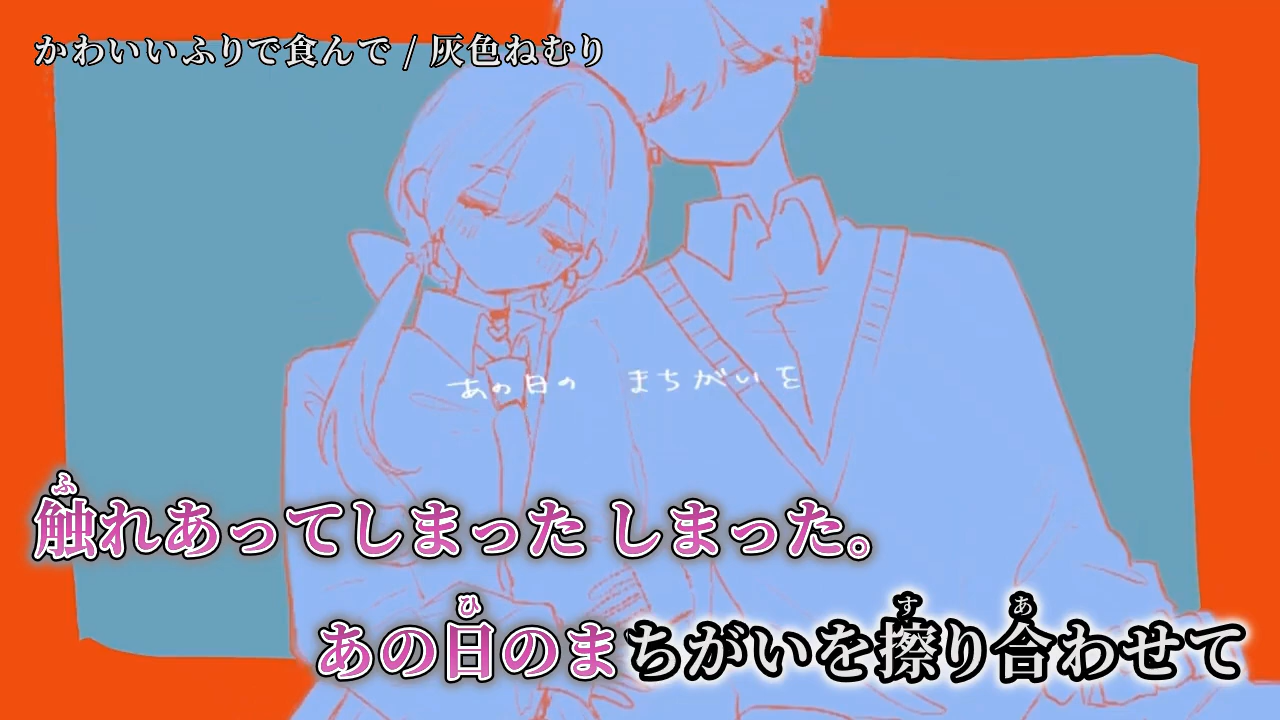 かわいいふりで食んで / 灰色ねむり
あの日の まちがいを
ふ
触れあってしまった しまった。
ひ す あ
あの日のまちがいを擦り合わせて